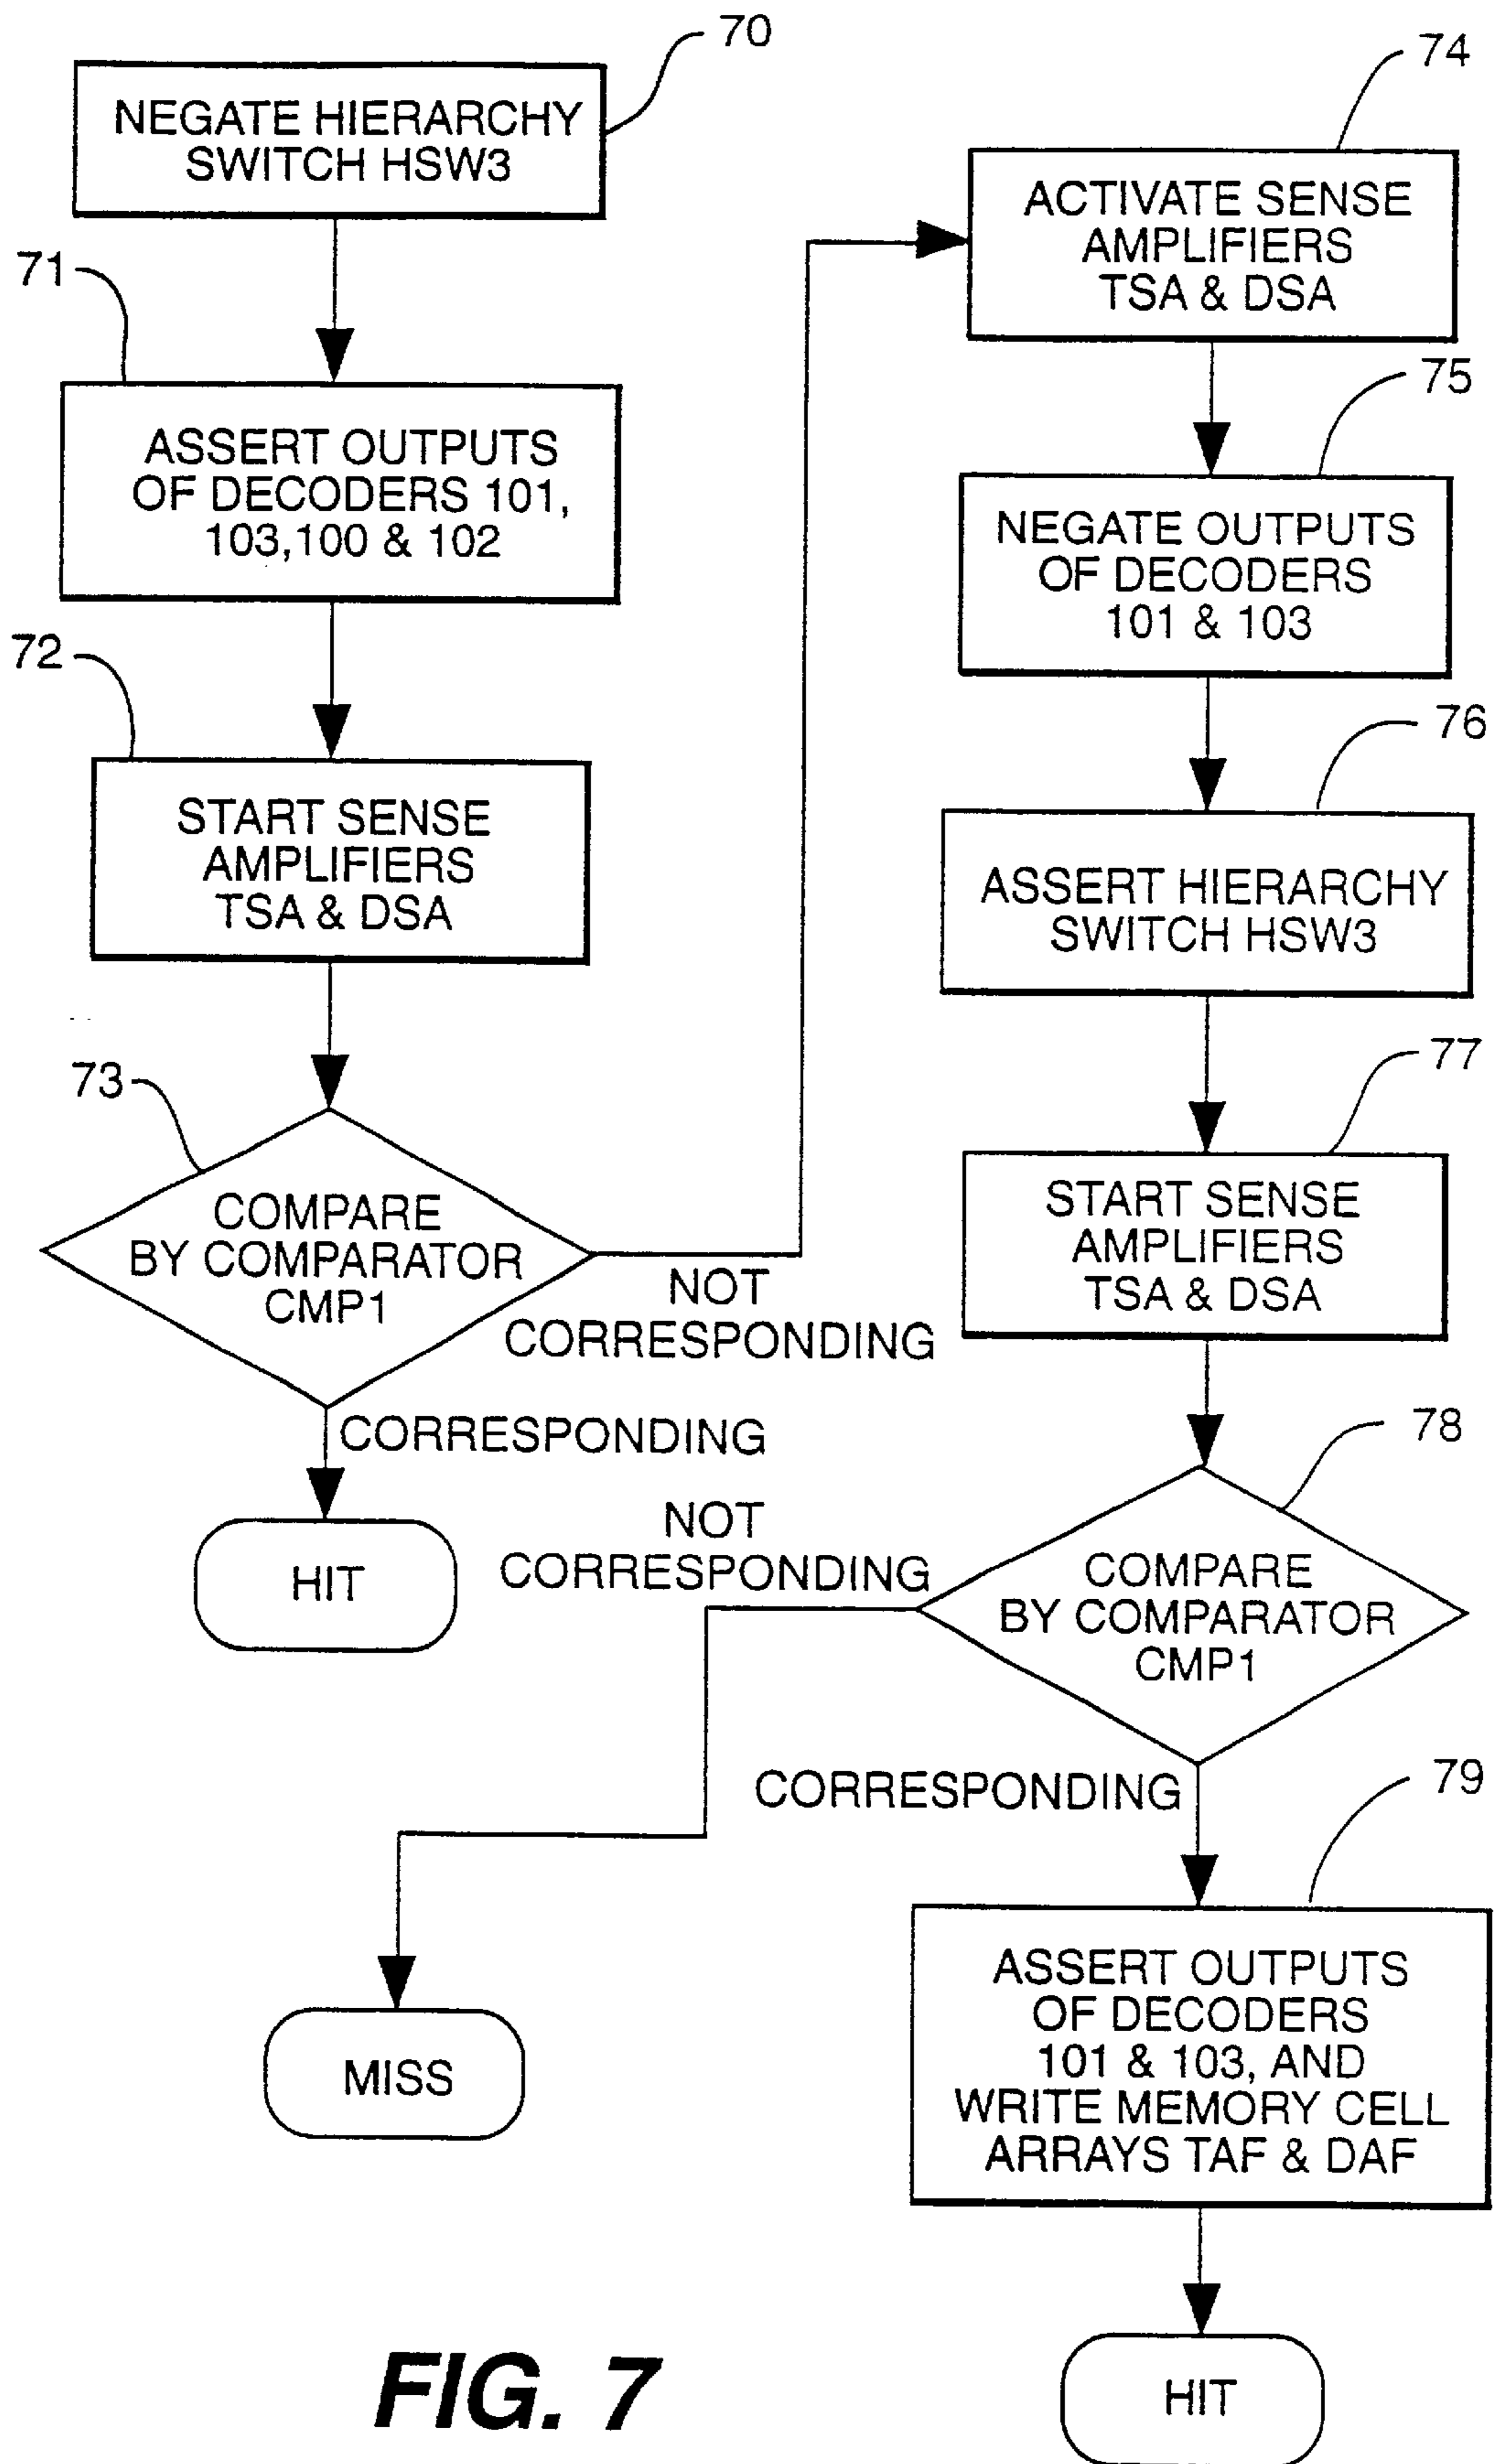 70
NEGATE HIERARCHY
SWITCH HSW3
71
ASSERT OUTPUTS
OF DECODERS 101,
103,100 & 102
72
START SENSE
AMPLIFIERS
TSA & DSA
73
COMPARE
BY COMPARATOR
CMP1
NOT
CORRESPONDING
CORRESPONDING
HIT
74
ACTIVATE SENSE
AMPLIFIERS
TSA & DSA
75
NEGATE OUTPUTS
OF DECODERS
101 & 103
76
ASSERT HIERARCHY
SWITCH HSW3
77
START SENSE
AMPLIFIERS
TSA & DSA
78
COMPARE
BY COMPARATOR
CMP1
NOT
CORRESPONDING
MISS
CORRESPONDING
79
ASSERT OUTPUTS
OF DECODERS
101 & 103, AND
WRITE MEMORY CELL
ARRAYS TAF & DAF
HIT
FIG. 7